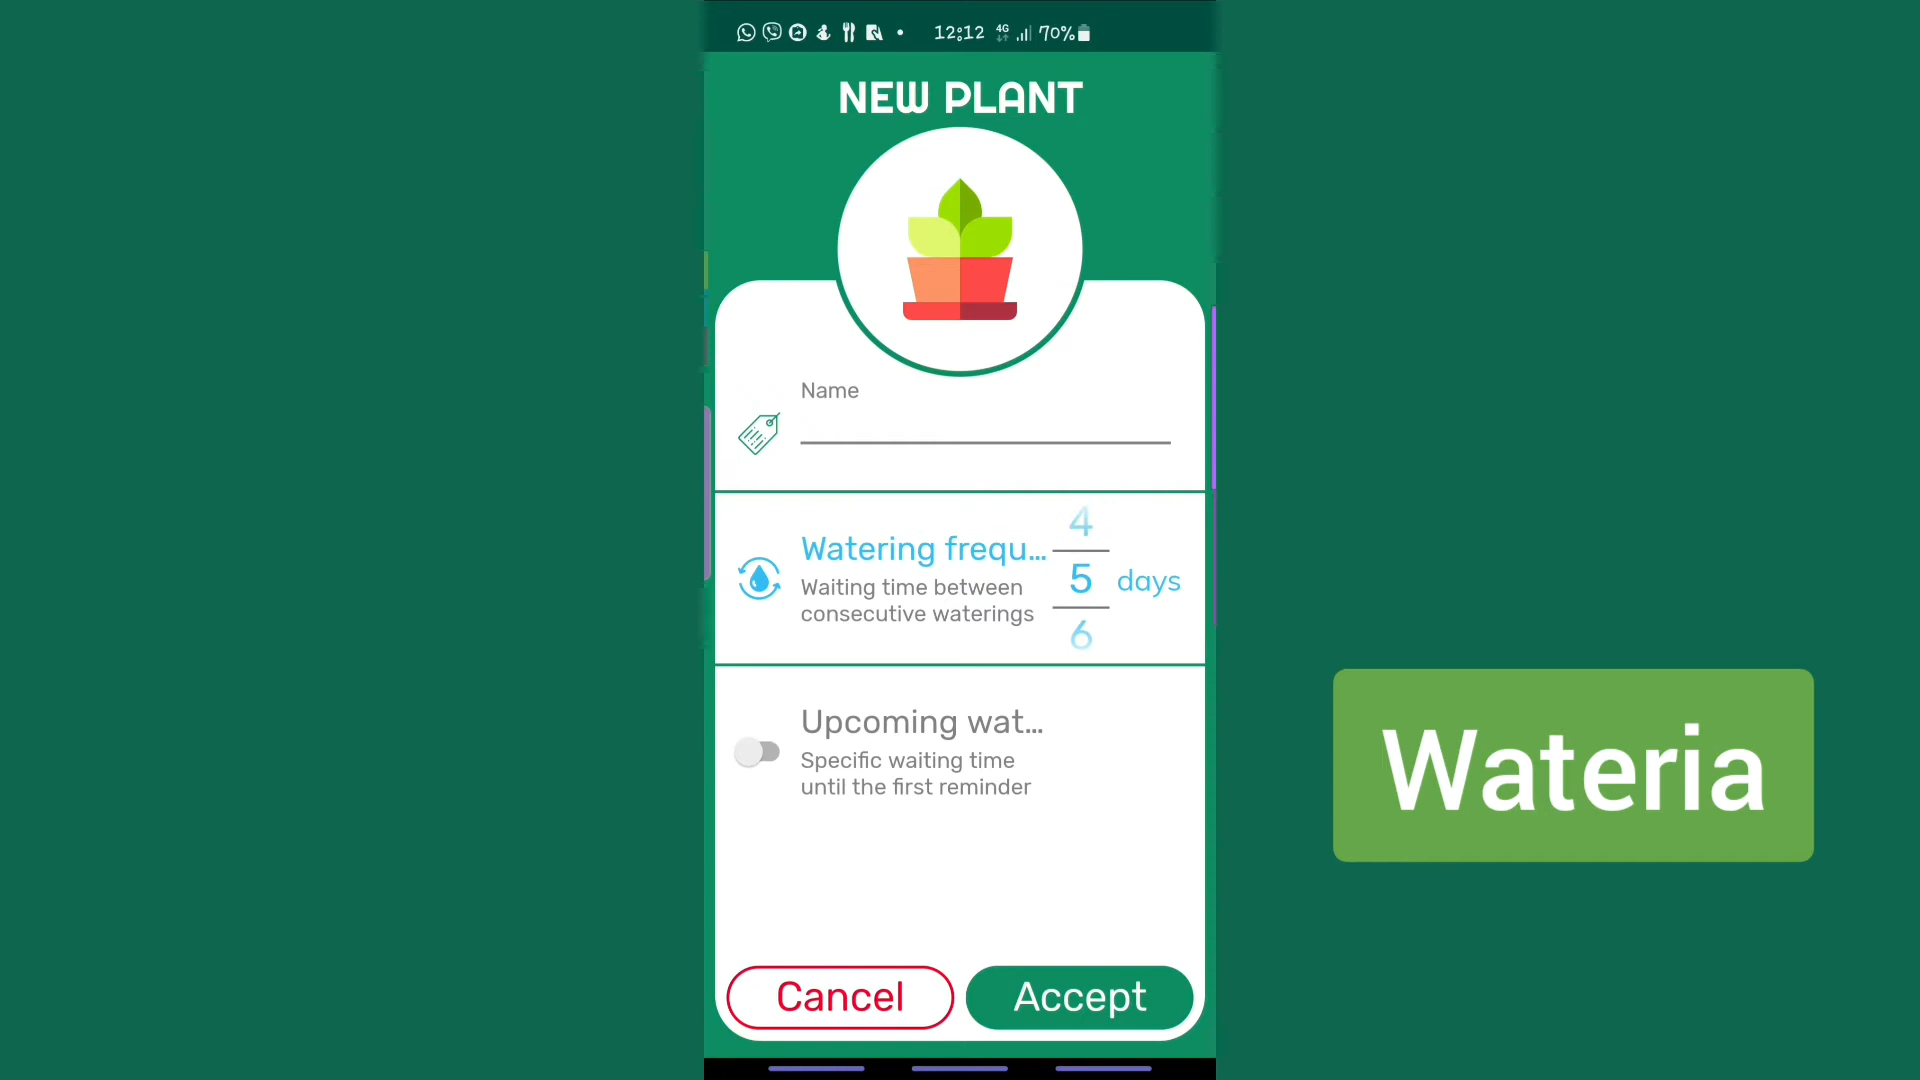 12:12 4G 70%
NEW PLANT
Name
Watering frequ...
Waiting time between
consecutive waterings
4
5 days
6
Upcoming wat...
Specific waiting time
until the first reminder
Cancel
Accept
Wateria